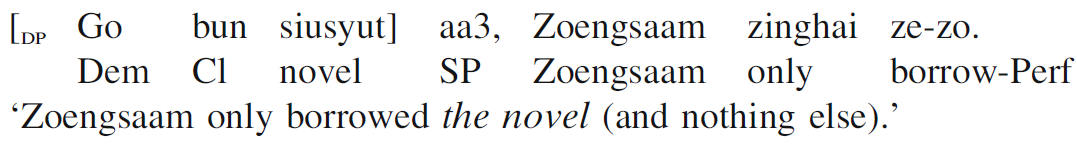 [DP Go bun siusyut] aa3, Zoengsaam zinghai ze-zo.
Dem Cl novel SP Zoengsaam only borrow-Perf
‘Zoengsaam only borrowed the novel (and nothing else).’